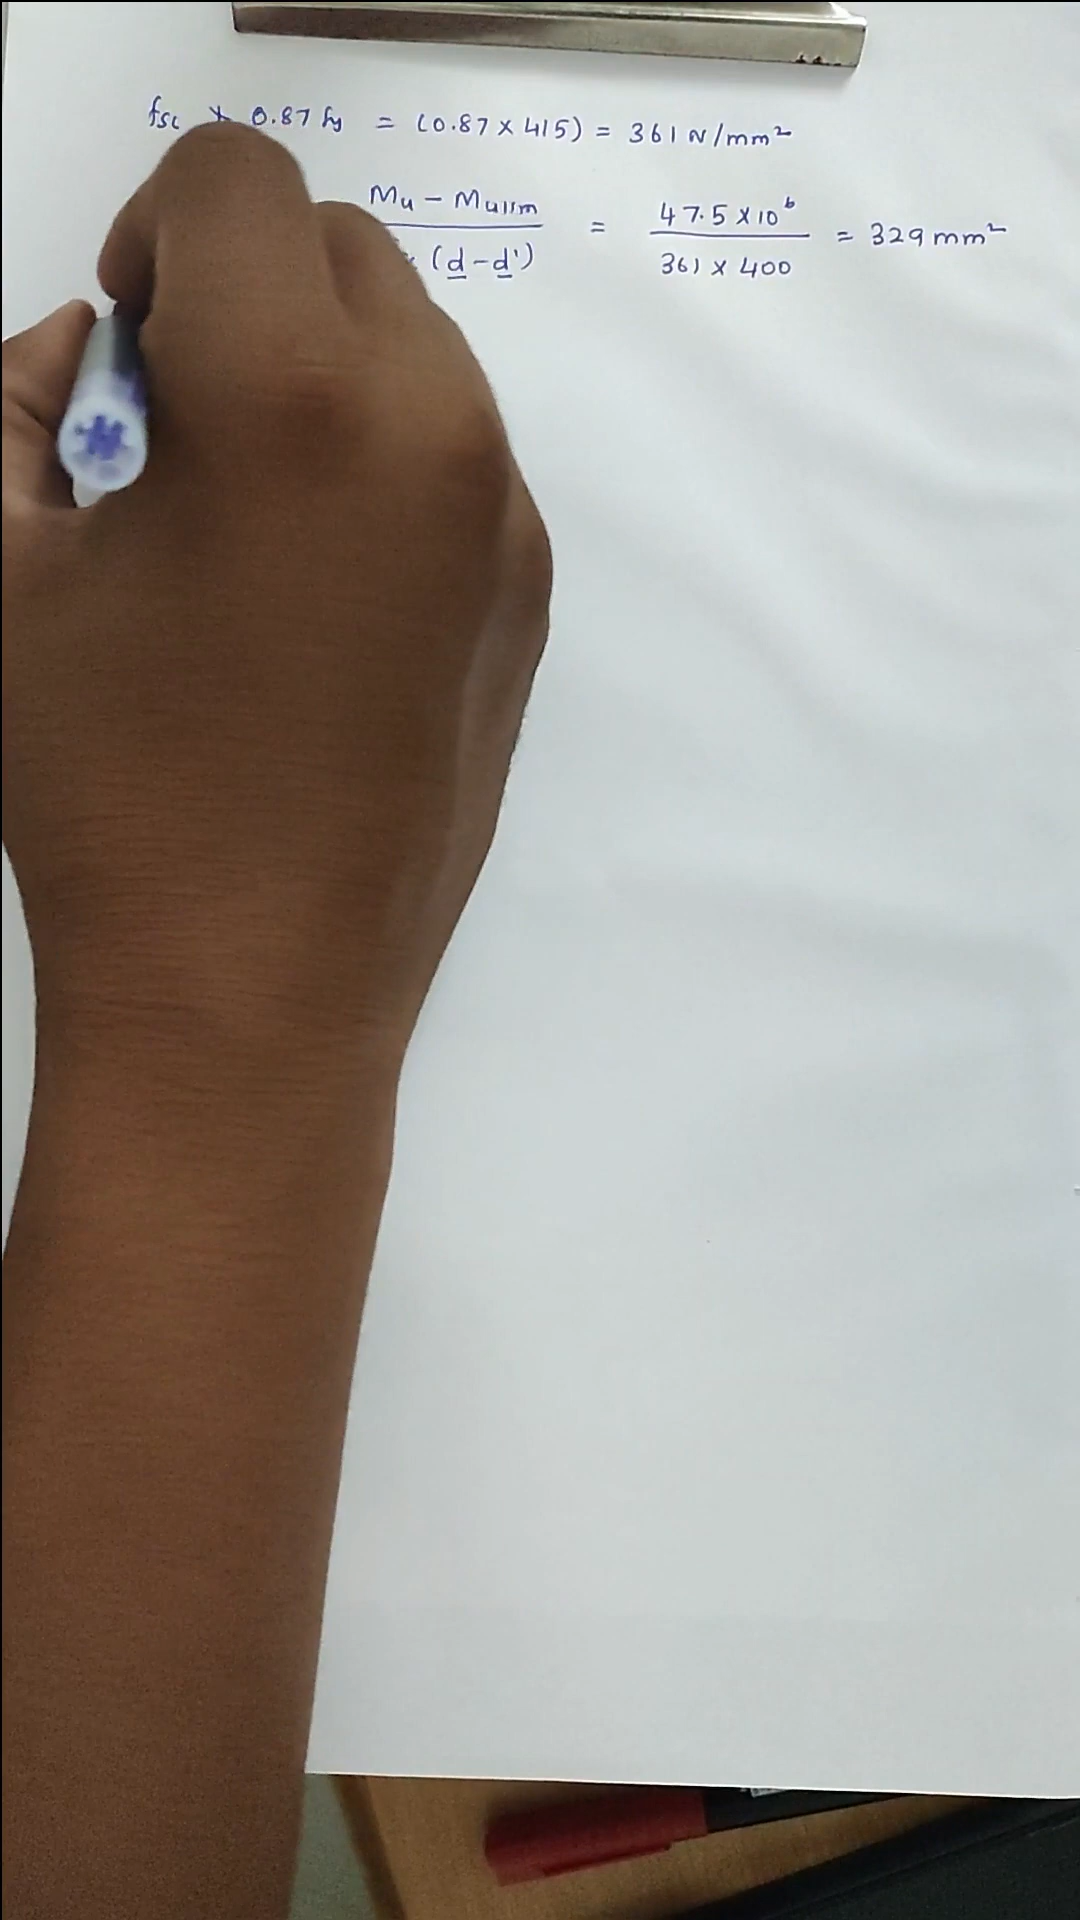 fsc ≯ 0.87 fy = (0.87 × 415) = 361 N/mm²
Mu - Mulim / (d - d') = 47.5 × 10⁶ / 361 × 400 = 329 mm²